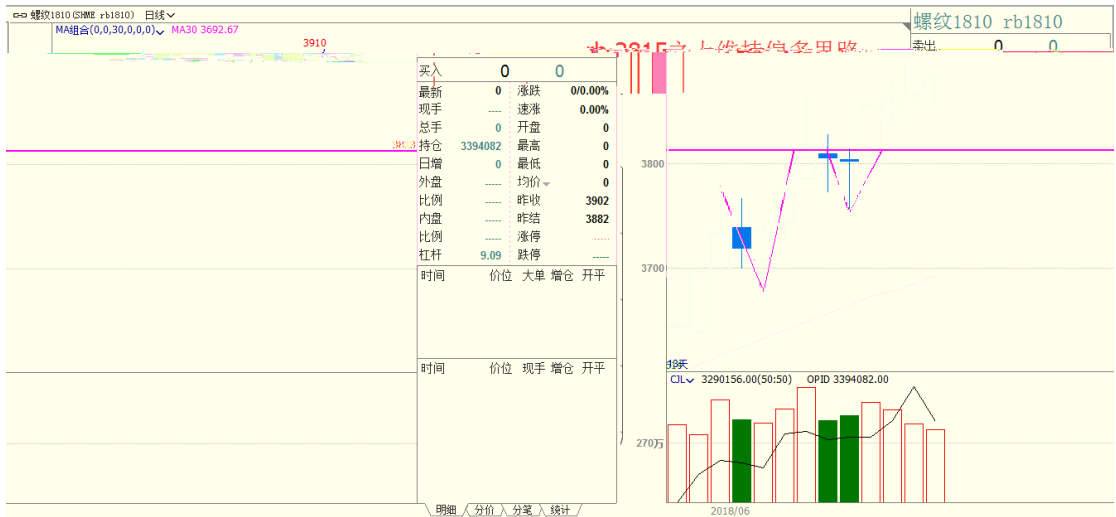 螺纹1810(SHME rb1810) 日线
MA组合(0,0,30,0,0,0) MA30 3692.67
3910
螺纹1810 rb1810
卖出 0 0
买入 0 0
最新 0 涨跌 0/0.00%
现手 ---- 速涨 0.00%
总手 0 开盘 0
持仓 3394082 最高 0
日增 0 最低 0
外盘 ----- 均价 0
比例 ----- 昨收 3902
内盘 ----- 昨结 3882
比例 ----- 涨停 -----
杠杆 9.09 跌停 -----
时间 价位 大单 增仓 开平
时间 价位 现手 增仓 开平
明细 分价 分笔 统计
3800
3700
CJL 3290156.00(50:50) OPID 3394082.00
270万
2018/06